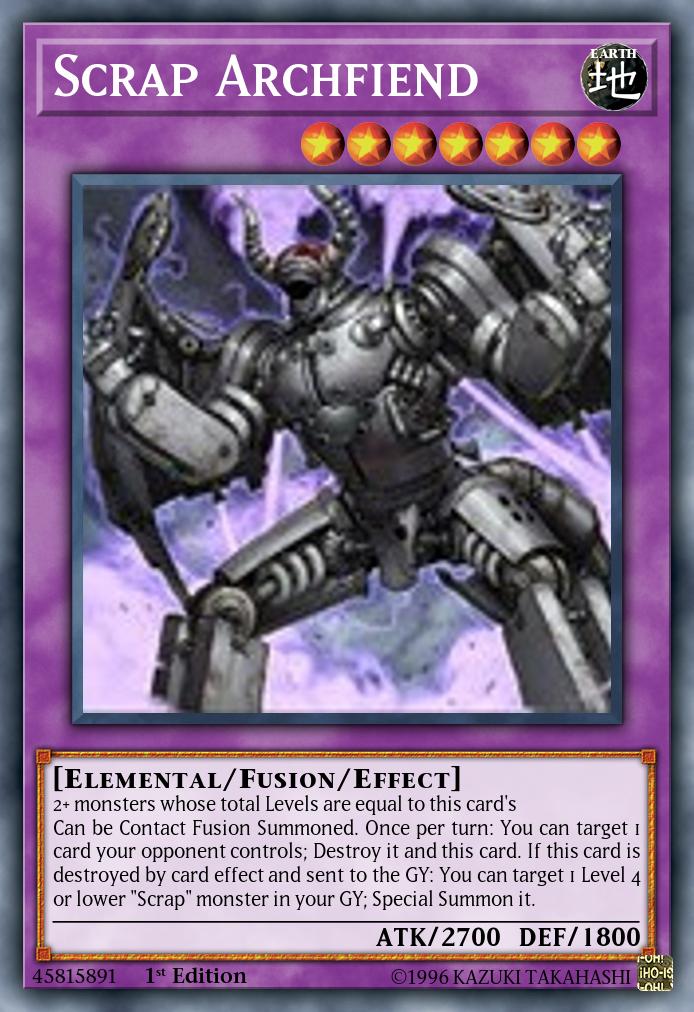 SCRAP ARCHFIEND
EARTH
地
[ELEMENTAL/FUSION/EFFECT]
2+ monsters whose total Levels are equal to this card's
Can be Contact Fusion Summoned. Once per turn: You can target 1
card your opponent controls; Destroy it and this card. If this card is
destroyed by card effect and sent to the GY: You can target 1 Level 4
or lower "Scrap" monster in your GY; Special Summon it.
ATK/2700 DEF/1800
45815891 1st Edition ©1996 KAZUKI TAKAHASHI